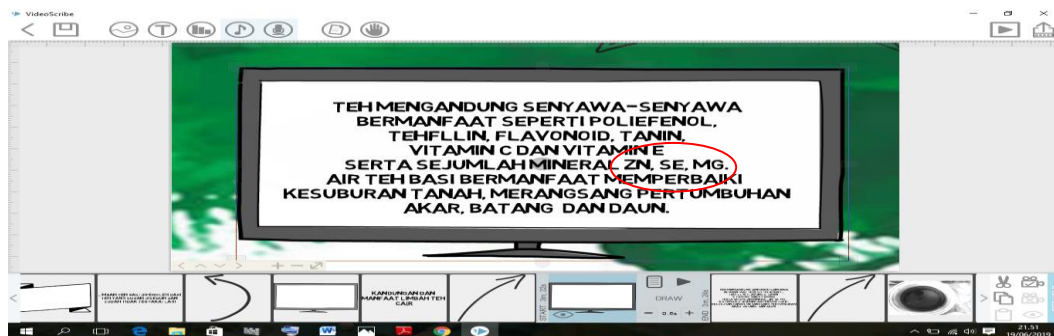 VideoScribe
TEH MENGANDUNG SENYAWA-SENYAWA
BERMANFAAT SEPERTI POLIEFENOL,
TEHFLLIN, FLAVONOID, TANIN,
VITAMIN C DAN VITAMIN E
SERTA SEJUMLAH MINERAL ZN, SE, MG.
AIR TEH BASI BERMANFAAT MEMPERBAIKI
KESUBURAN TANAH, MERANGSANG PERTUMBUHAN
AKAR, BATANG DAN DAUN.
KANDUNGAN DAN
MANFAAT LIMBAH TEH
CAIR
START
DRAW
END
21.51
19/06/2019